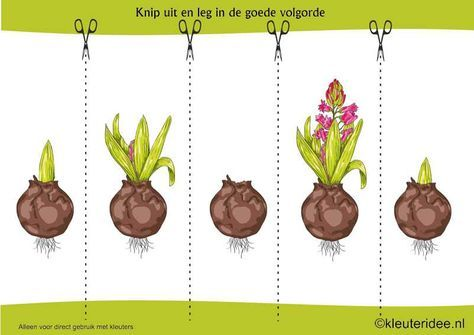 Knip uit en leg in de goede volgorde
Alleen voor direct gebruik met kleuters
©kleuteridee.nl